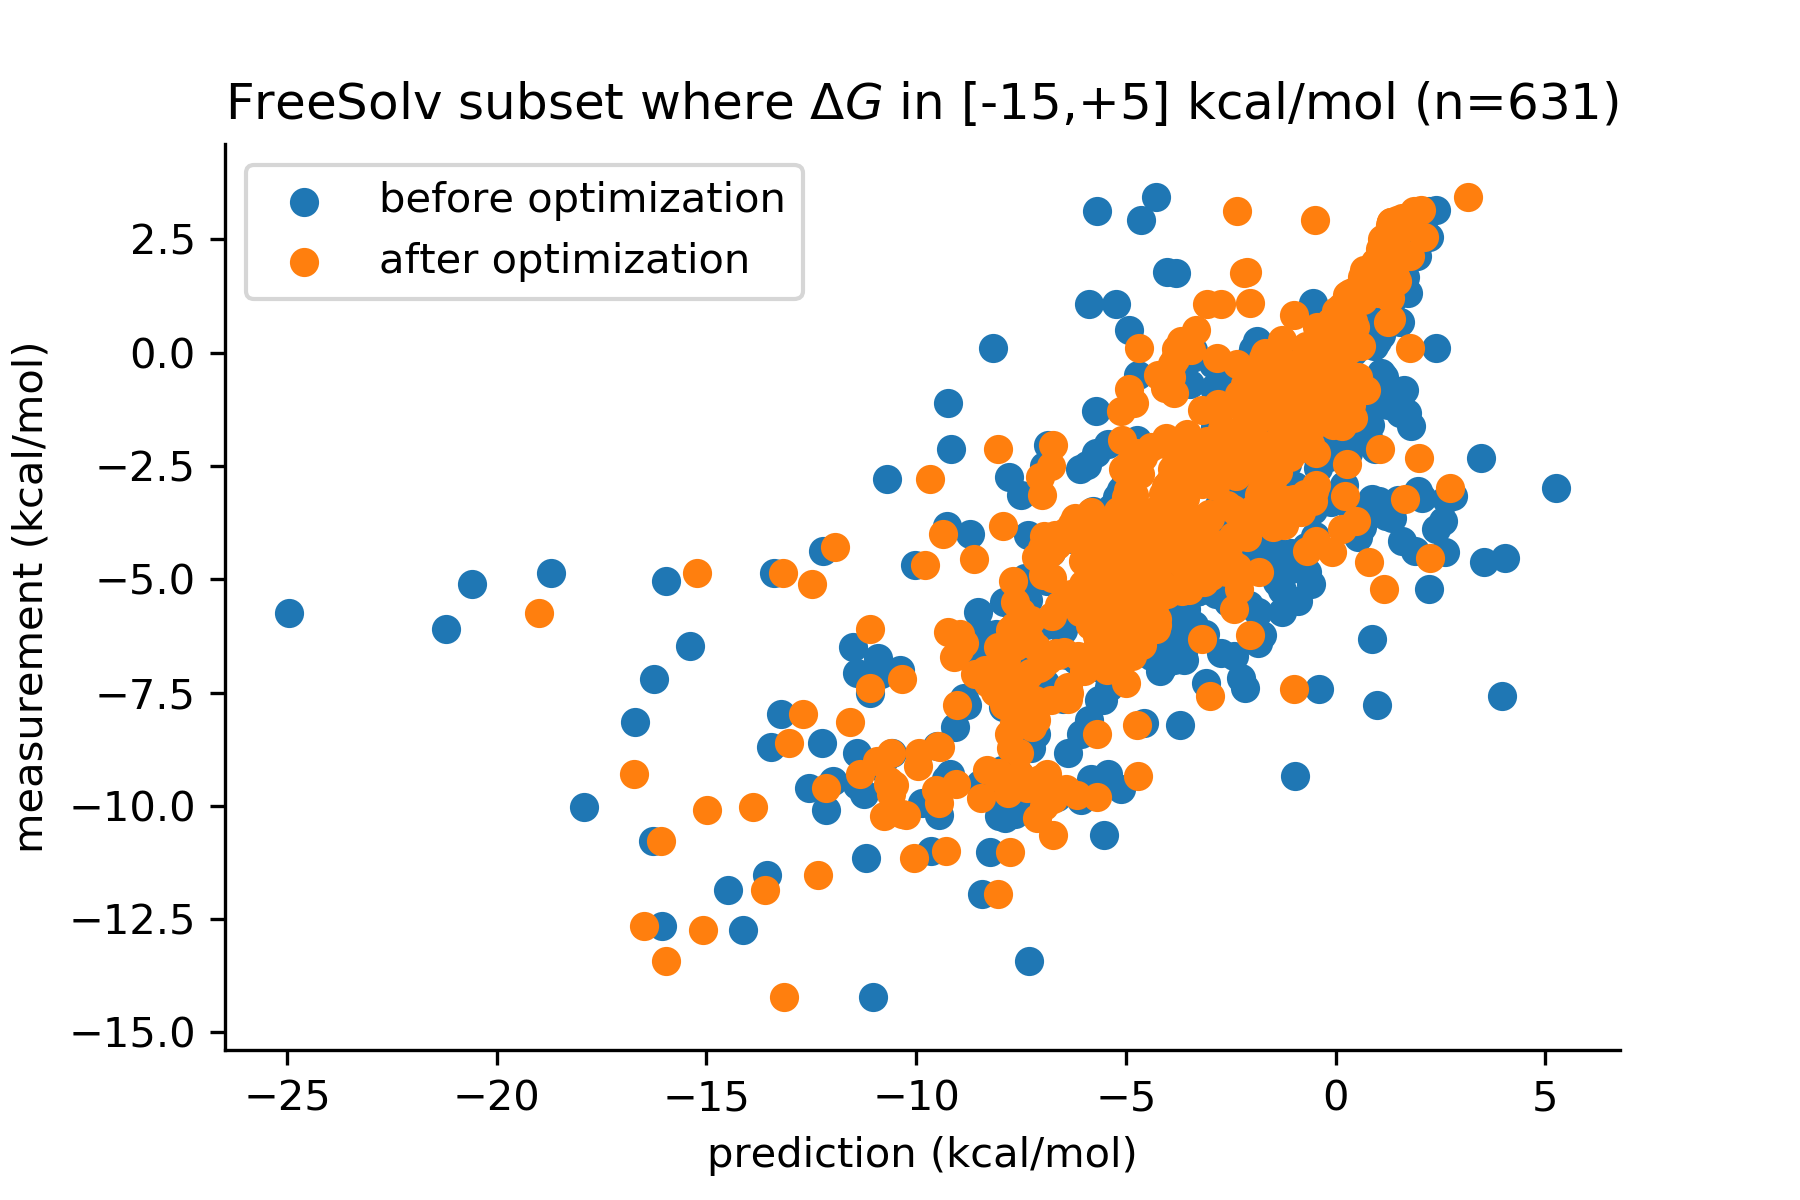 FreeSolv subset where ΔG in [-15,+5] kcal/mol (n=631)
before optimization
after optimization
measurement (kcal/mol)
2.5
0.0
−2.5
−5.0
−7.5
−10.0
−12.5
−15.0
−25 −20 −15 −10 −5 0 5
prediction (kcal/mol)